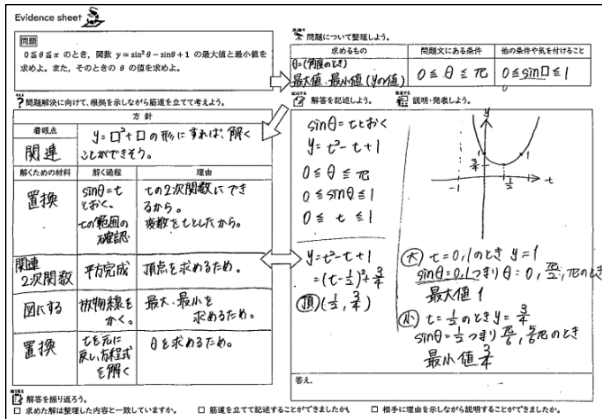 Evidence sheet
問題
0≦θ≦π のとき、関数 y=sin²θ−sinθ+1 の最大値と最小値を
求めよ。また、そのときの θ の値を求めよ。
問題について整理しよう。
求めるもの
問題文にある条件
他の条件や気を付けること
θ=(角度のとき)
最大値・最小値(yの値)
0≦θ≦π
0≦sin□≦1
?問題解決に向けて、根拠を示しながら筋道を立てて考えよう。
方針
着眼点
関連
y=□²+□の形にすれば、解く
ことができそう。
解くための材料
解く過程
理由
置換
sinθ=t
とおく。
tの範囲の
確認
tの2次関数にでき
るから。
変数をtとしたから。
関連
2次関数
平方完成
頂点を求めるため。
図にする
放物線を
かく。
最大、最小を
求めるため。
置換
tを元に
戻し、方程式
を解く
θを求めるため。
解答を記述しよう。
説明・発表しよう。
sinθ=tとおく
y=t²-t+1
0≦θ≦π
0≦sinθ≦1
0≦t≦1
y=t²-t+1
=(t-½)²+¾
頂(½, ¾)
y
1
¾
-1
½
1
t
大 t=0,1のとき y=1
sinθ=0,1つまりθ=0, π/2, πのとき
最大値1
小 t=½のときy=¾
sinθ=½つまりπ/6, 5/6πのとき
最小値¾
答え.
解答を振り返ろう。
□ 求めた解は整理した内容と一致していますか。
□ 筋道を立てて記述することができましたか
□ 相手に理由を示しながら説明することができましたか。